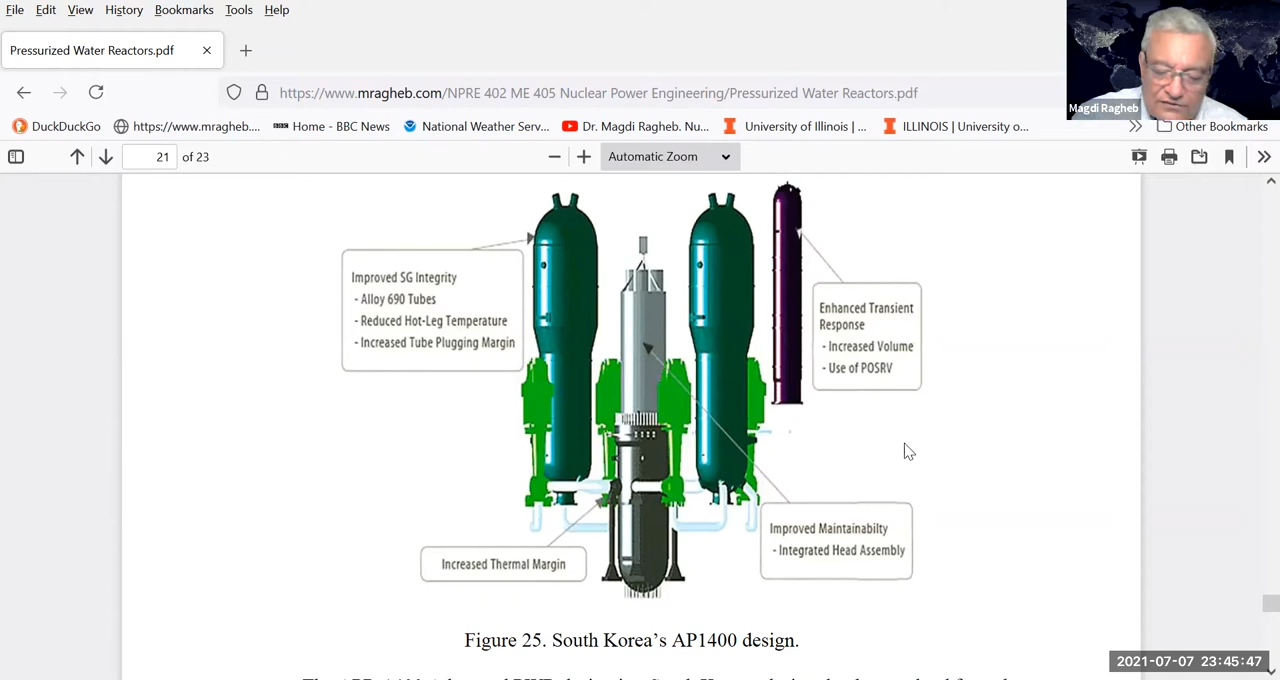 File Edit View History Bookmarks Tools Help
Pressurized Water Reactors.pdf
https://www.mragheb.com/NPRE 402 ME 405 Nuclear Power Engineering/Pressurized Water Reactors.pdf
Magdi Ragheb
DuckDuckGo https://www.mragheb.... Home - BBC News National Weather Serv... Dr. Magdi Ragheb. Nu... University of Illinois | ... ILLINOIS | University o... Other Bookmarks
21 of 23 Automatic Zoom
Improved SG Integrity
- Alloy 690 Tubes
- Reduced Hot-Leg Temperature
- Increased Tube Plugging Margin
Enhanced Transient
Response
- Increased Volume
- Use of POSRV
Improved Maintainabilty
- Integrated Head Assembly
Increased Thermal Margin
Figure 25. South Korea's AP1400 design.
2021-07-07 23:45:47